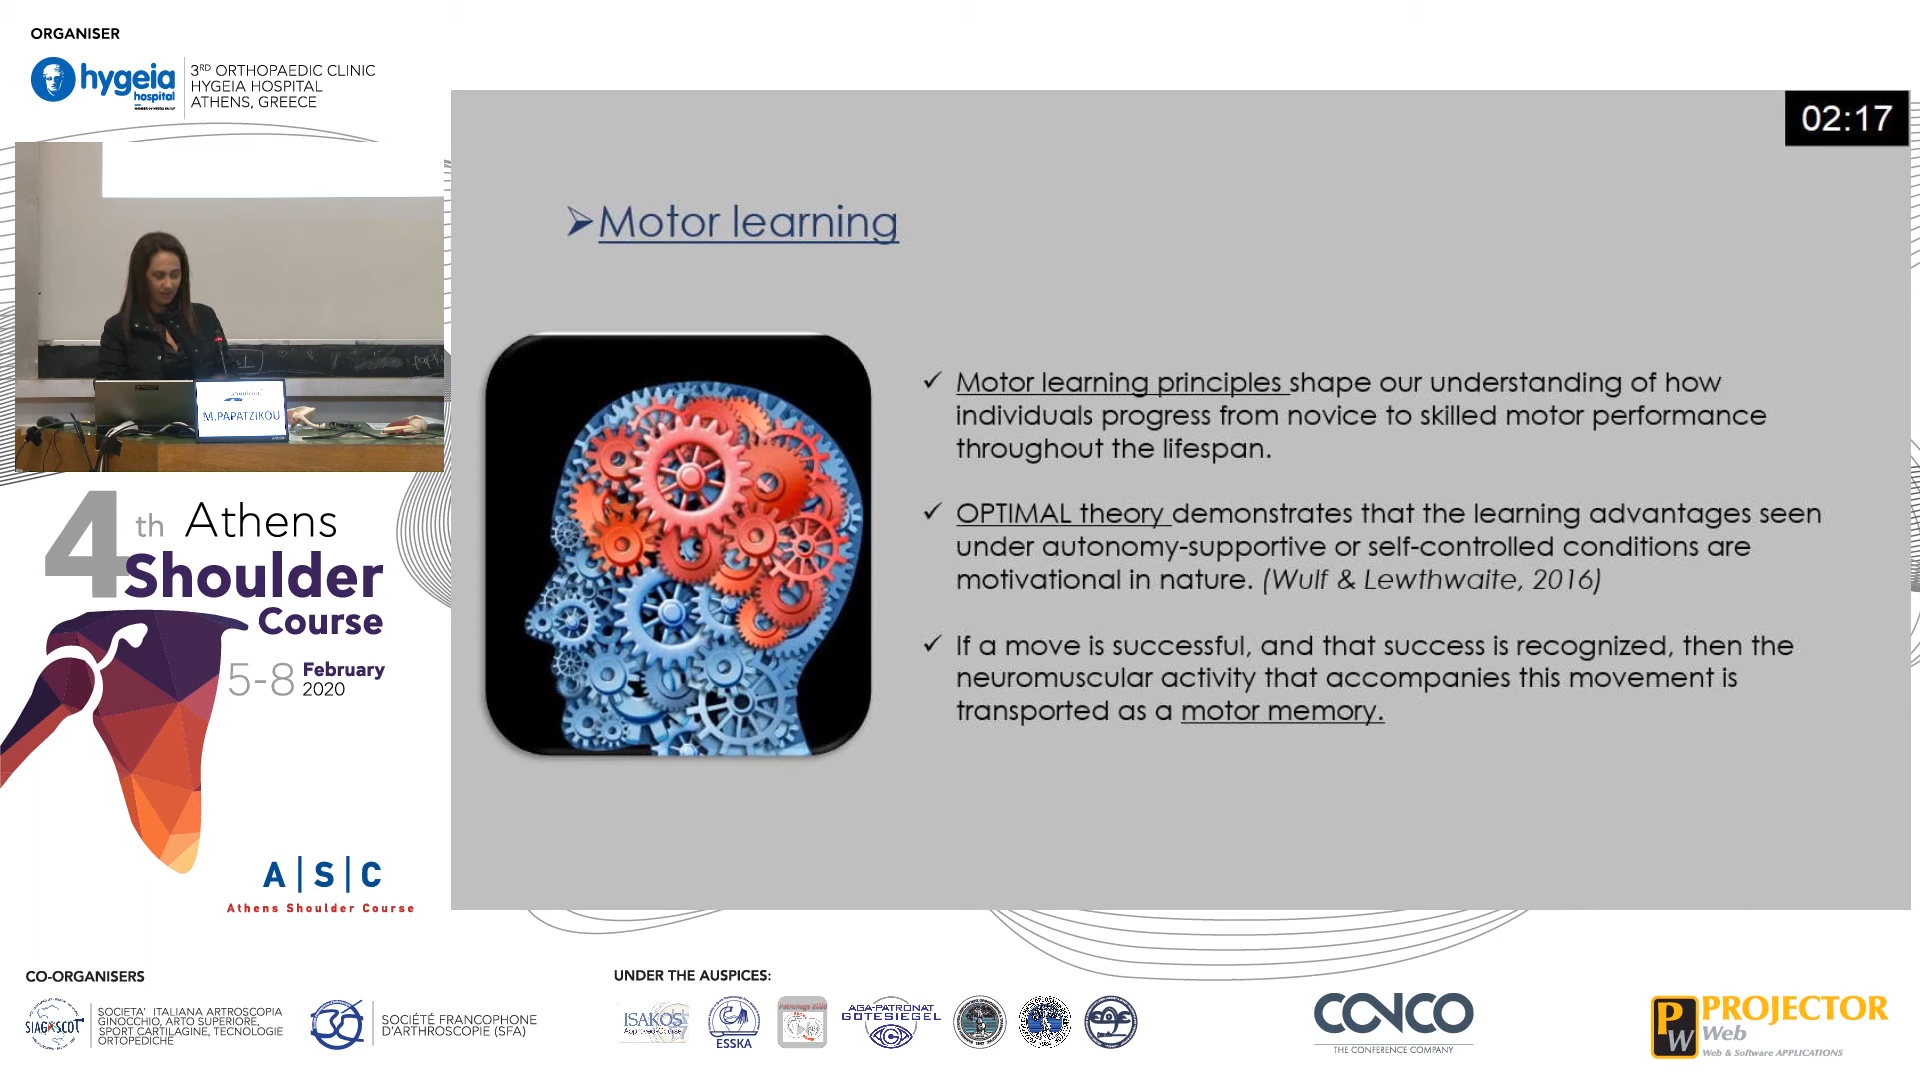 ORGANISER
hygeia
hospital
3RD ORTHOPAEDIC CLINIC
HYGEIA HOSPITAL
ATHENS, GREECE
02:17
➢Motor learning
✓ Motor learning principles shape our understanding of how
individuals progress from novice to skilled motor performance
throughout the lifespan.
✓ OPTIMAL theory demonstrates that the learning advantages seen
under autonomy-supportive or self-controlled conditions are
motivational in nature. (Wulf & Lewthwaite, 2016)
✓ If a move is successful, and that success is recognized, then the
neuromuscular activity that accompanies this movement is
transported as a motor memory.
M.PAPATZIKOU
4th Athens
Shoulder
Course
5-8 February
2020
A|S|C
Athens Shoulder Course
CO-ORGANISERS
SIAGASCOT
SOCIETA' ITALIANA ARTROSCOPIA
GINOCCHIO, ARTO SUPERIORE,
SPORT CARTILAGINE, TECNOLOGIE
ORTOPEDICHE
SOCIÉTÉ FRANCOPHONE
D'ARTHROSCOPIE (SFA)
UNDER THE AUSPICES:
ISAKOS
ESSKA
Patronage 2020
AGA-PATRONAT
GÜTESIEGEL
CONCO
THE CONFERENCE COMPANY
PW
PROJECTOR
Web
Web & Software APPLICATIONS